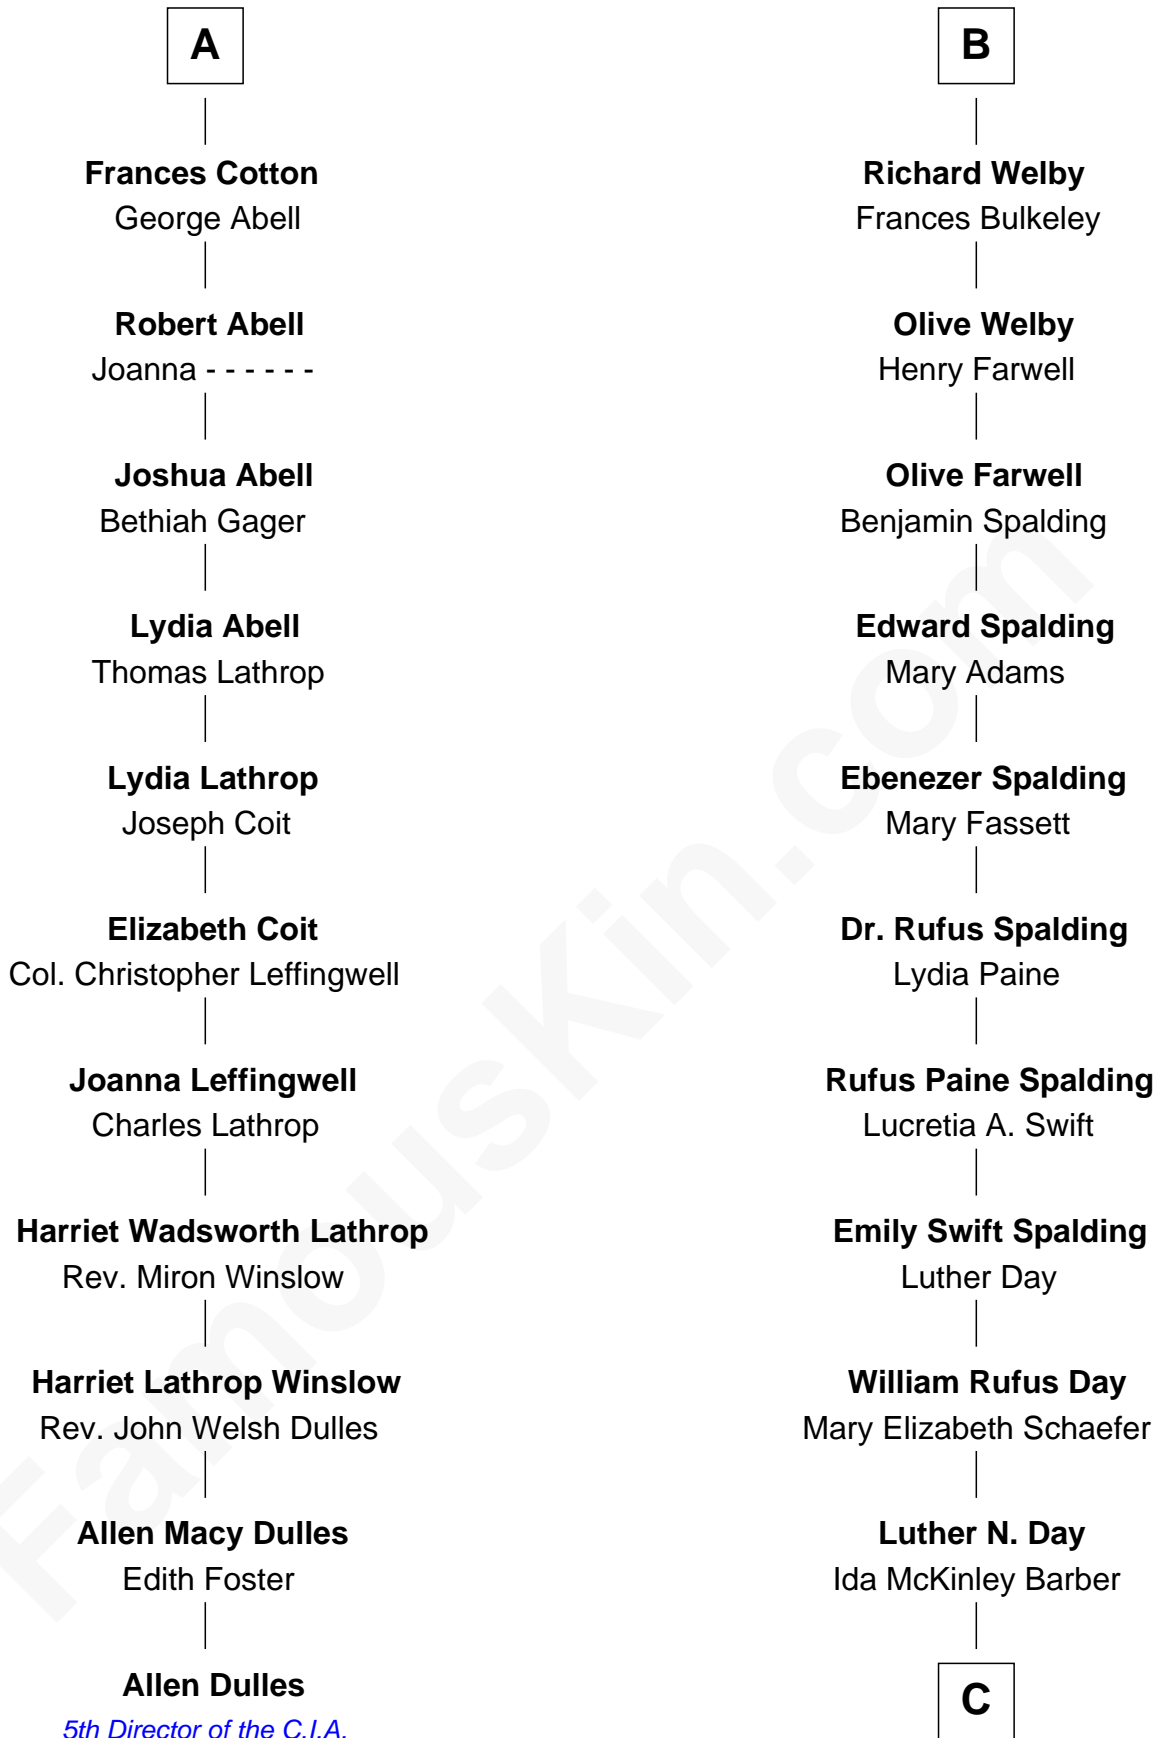 A
Frances Cotton
George Abell
Robert Abell
Joanna - - - - - -
Joshua Abell
Bethiah Gager
Lydia Abell
Thomas Lathrop
Lydia Lathrop
Joseph Coit
Elizabeth Coit
Col. Christopher Leffingwell
Joanna Leffingwell
Charles Lathrop
Harriet Wadsworth Lathrop
Rev. Miron Winslow
Harriet Lathrop Winslow
Rev. John Welsh Dulles
Allen Macy Dulles
Edith Foster
Allen Dulles
5th Director of the C.I.A.
B
Richard Welby
Frances Bulkeley
Olive Welby
Henry Farwell
Olive Farwell
Benjamin Spalding
Edward Spalding
Mary Adams
Ebenezer Spalding
Mary Fassett
Dr. Rufus Spalding
Lydia Paine
Rufus Paine Spalding
Lucretia A. Swift
Emily Swift Spalding
Luther Day
William Rufus Day
Mary Elizabeth Schaefer
Luther N. Day
Ida McKinley Barber
C
FamousKin.com